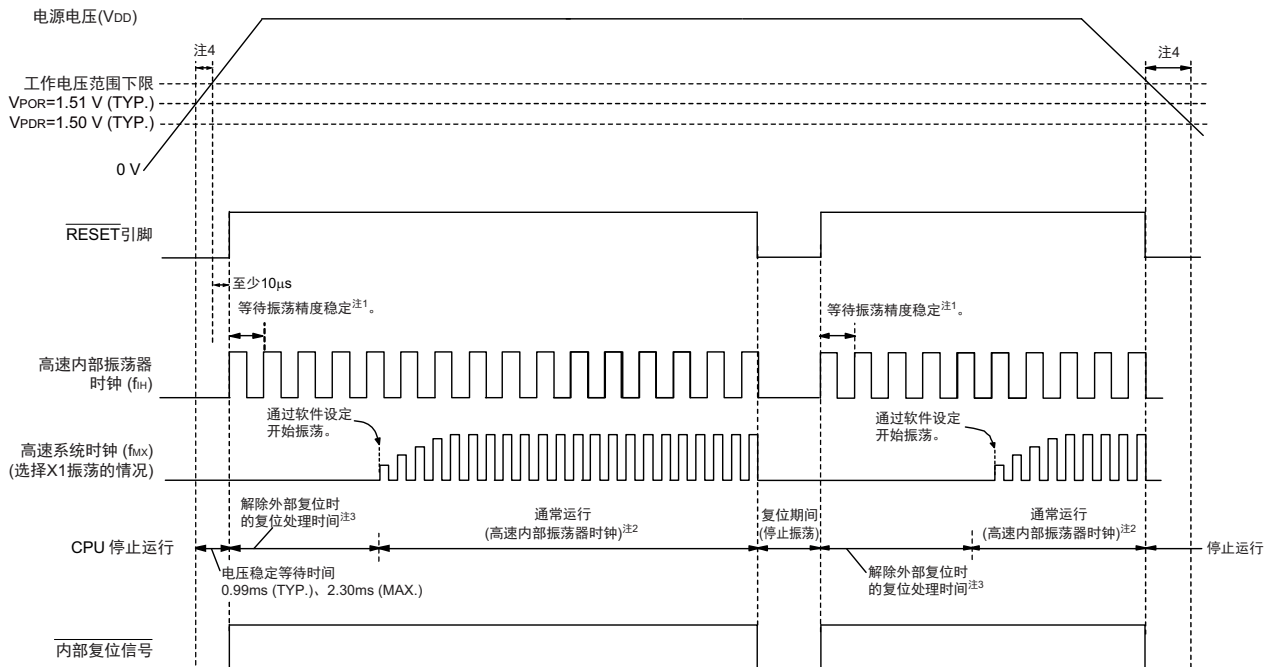 电源电压(VDD)
注4
注4
工作电压范围下限
VPOR=1.51 V (TYP.)
VPDR=1.50 V (TYP.)
0 V
RESET引脚
至少10μs
等待振荡精度稳定注1。
等待振荡精度稳定注1。
高速内部振荡器
时钟 (fIH)
通过软件设定
开始振荡。
通过软件设定
开始振荡。
高速系统时钟 (fMX)
(选择X1振荡的情况)
解除外部复位时
的复位处理时间注3
通常运行
(高速内部振荡器时钟)注2
复位期间
(停止振荡)
通常运行
(高速内部振荡器时钟)注2
CPU 停止运行
停止运行
电压稳定等待时间
0.99ms (TYP.)、2.30ms (MAX.)
解除外部复位时
的复位处理时间注3
内部复位信号